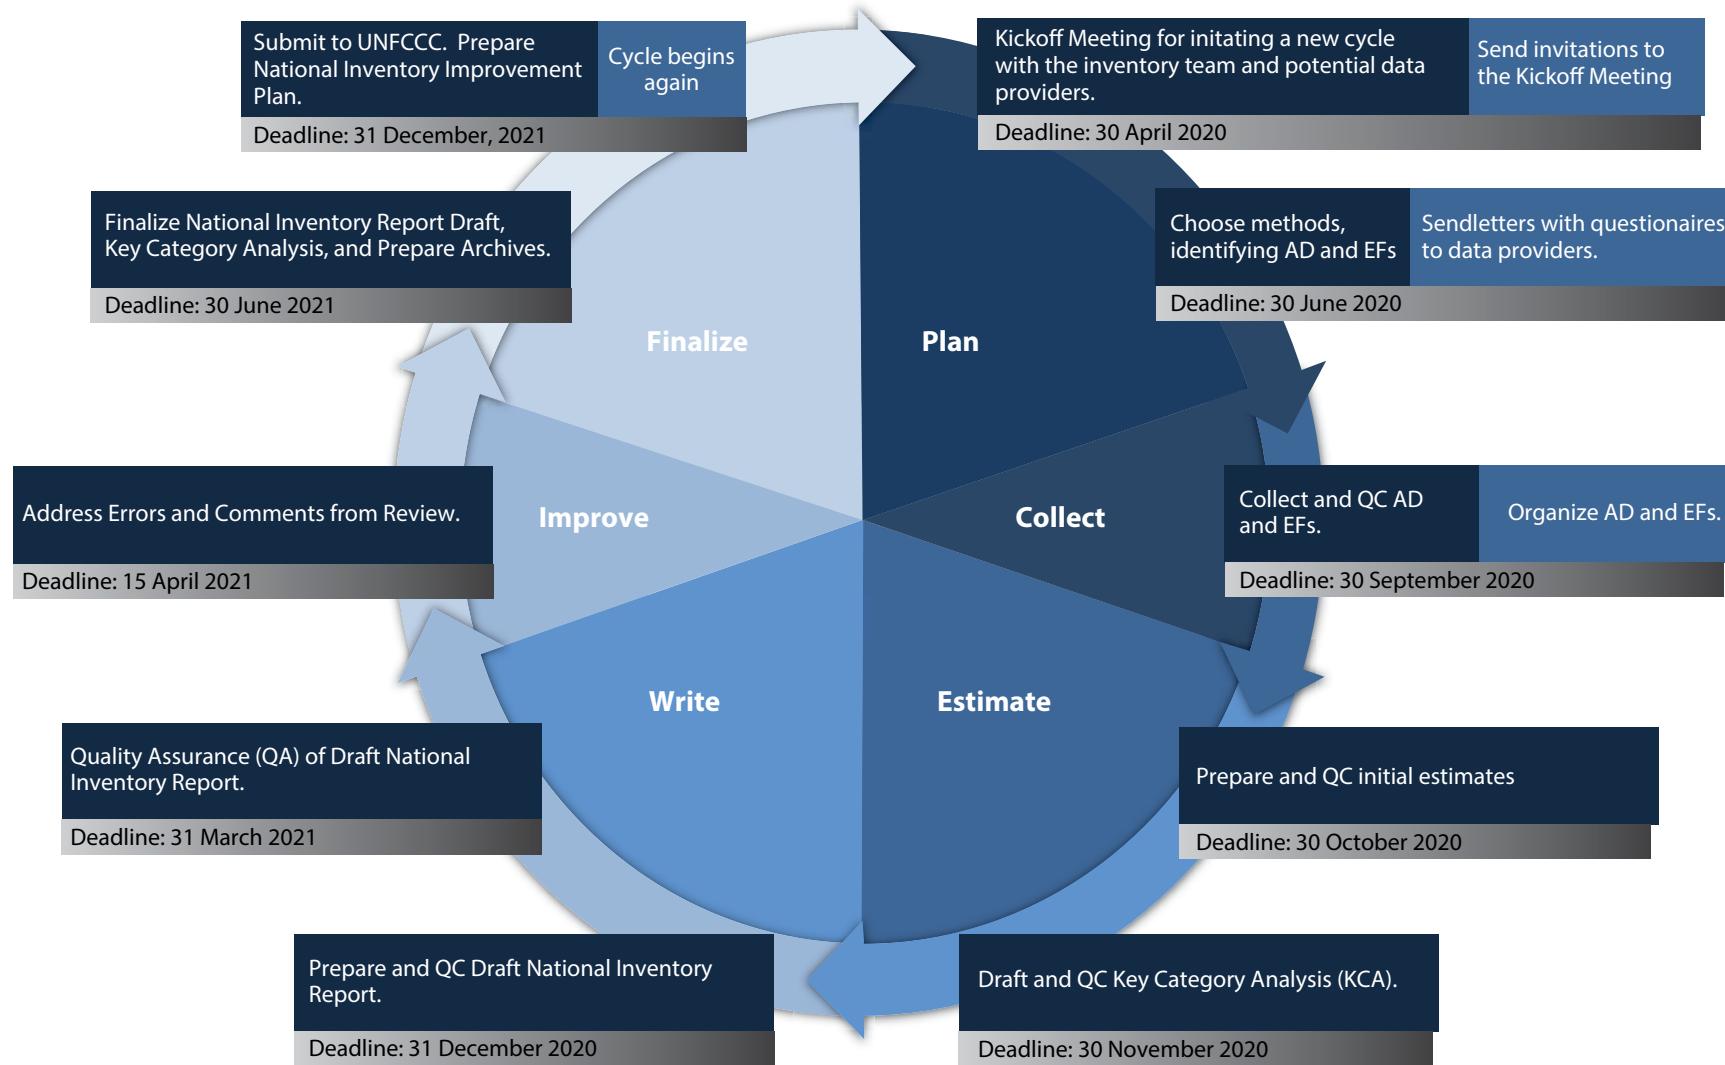 Submit to UNFCCC. Prepare
National Inventory Improvement
Plan.
Cycle begins
again
Deadline: 31 December, 2021
Kickoff Meeting for initating a new cycle
with the inventory team and potential data
providers.
Send invitations to
the Kickoff Meeting
Deadline: 30 April 2020
Finalize National Inventory Report Draft,
Key Category Analysis, and Prepare Archives.
Deadline: 30 June 2021
Choose methods,
identifying AD and EFs
Sendletters with questionaires
to data providers.
Deadline: 30 June 2020
Finalize
Plan
Address Errors and Comments from Review.
Deadline: 15 April 2021
Improve
Collect
Collect and QC AD
and EFs.
Organize AD and EFs.
Deadline: 30 September 2020
Write
Estimate
Quality Assurance (QA) of Draft National
Inventory Report.
Deadline: 31 March 2021
Prepare and QC initial estimates
Deadline: 30 October 2020
Prepare and QC Draft National Inventory
Report.
Deadline: 31 December 2020
Draft and QC Key Category Analysis (KCA).
Deadline: 30 November 2020